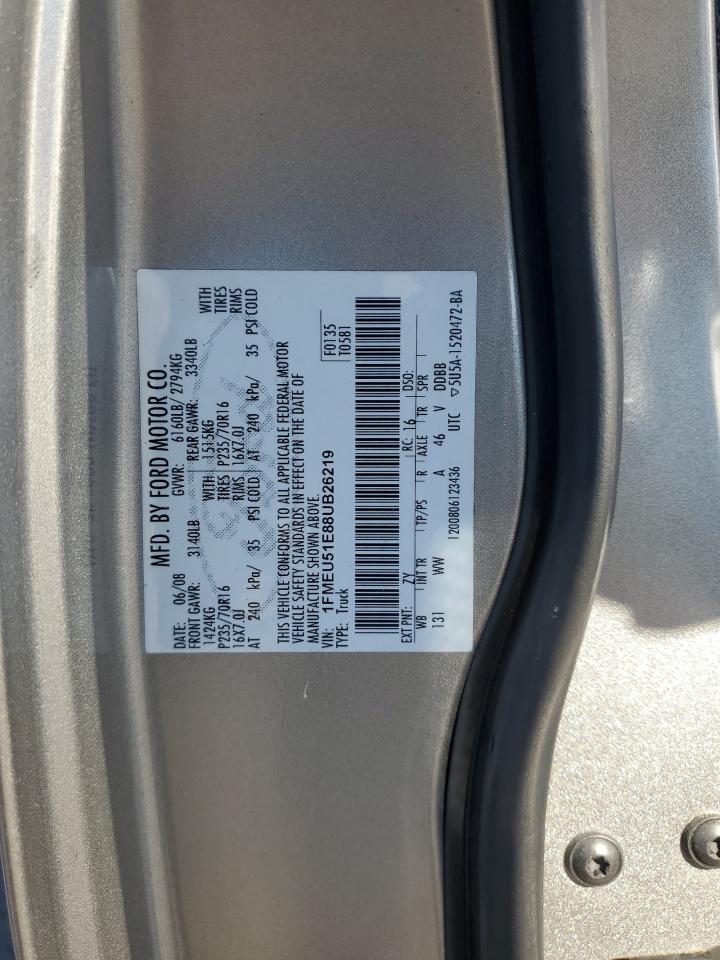 MFD. BY FORD MOTOR CO.
DATE: 06/08 GVWR: 6160LB/ 2794KG
FRONT GAWR: 3140LB REAR GAWR: 3340LB
1424KG WITH 1515KG WITH
P235/70R16 TIRES P235/70R16 TIRES
16X7.0J RIMS 16X7.0J RIMS
AT 240 kPa/ 35 PSI COLD AT 240 kPa/ 35 PSI COLD
THIS VEHICLE CONFORMS TO ALL APPLICABLE FEDERAL MOTOR
VEHICLE SAFETY STANDARDS IN EFFECT ON THE DATE OF
MANUFACTURE SHOWN ABOVE.
VIN: 1FMEU51E88UB26219 F0135
TYPE: Truck T0581
EXT PNT: ZY RC: 16 DSO:
WB INT TR TP/PS R AXLE TR SPR
131 WW A 46 V DDBB
1200806123436 UTC ▽5U5A-1520472-BA